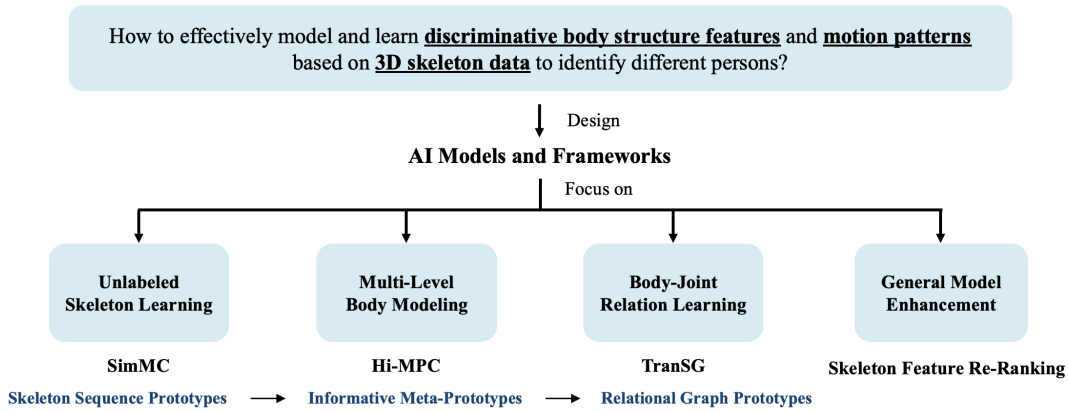 How to effectively model and learn discriminative body structure features and motion patterns
based on 3D skeleton data to identify different persons?
Design
AI Models and Frameworks
Focus on
Unlabeled
Skeleton Learning
Multi-Level
Body Modeling
Body-Joint
Relation Learning
General Model
Enhancement
SimMC
Hi-MPC
TranSG
Skeleton Feature Re-Ranking
Skeleton Sequence Prototypes
Informative Meta-Prototypes
Relational Graph Prototypes